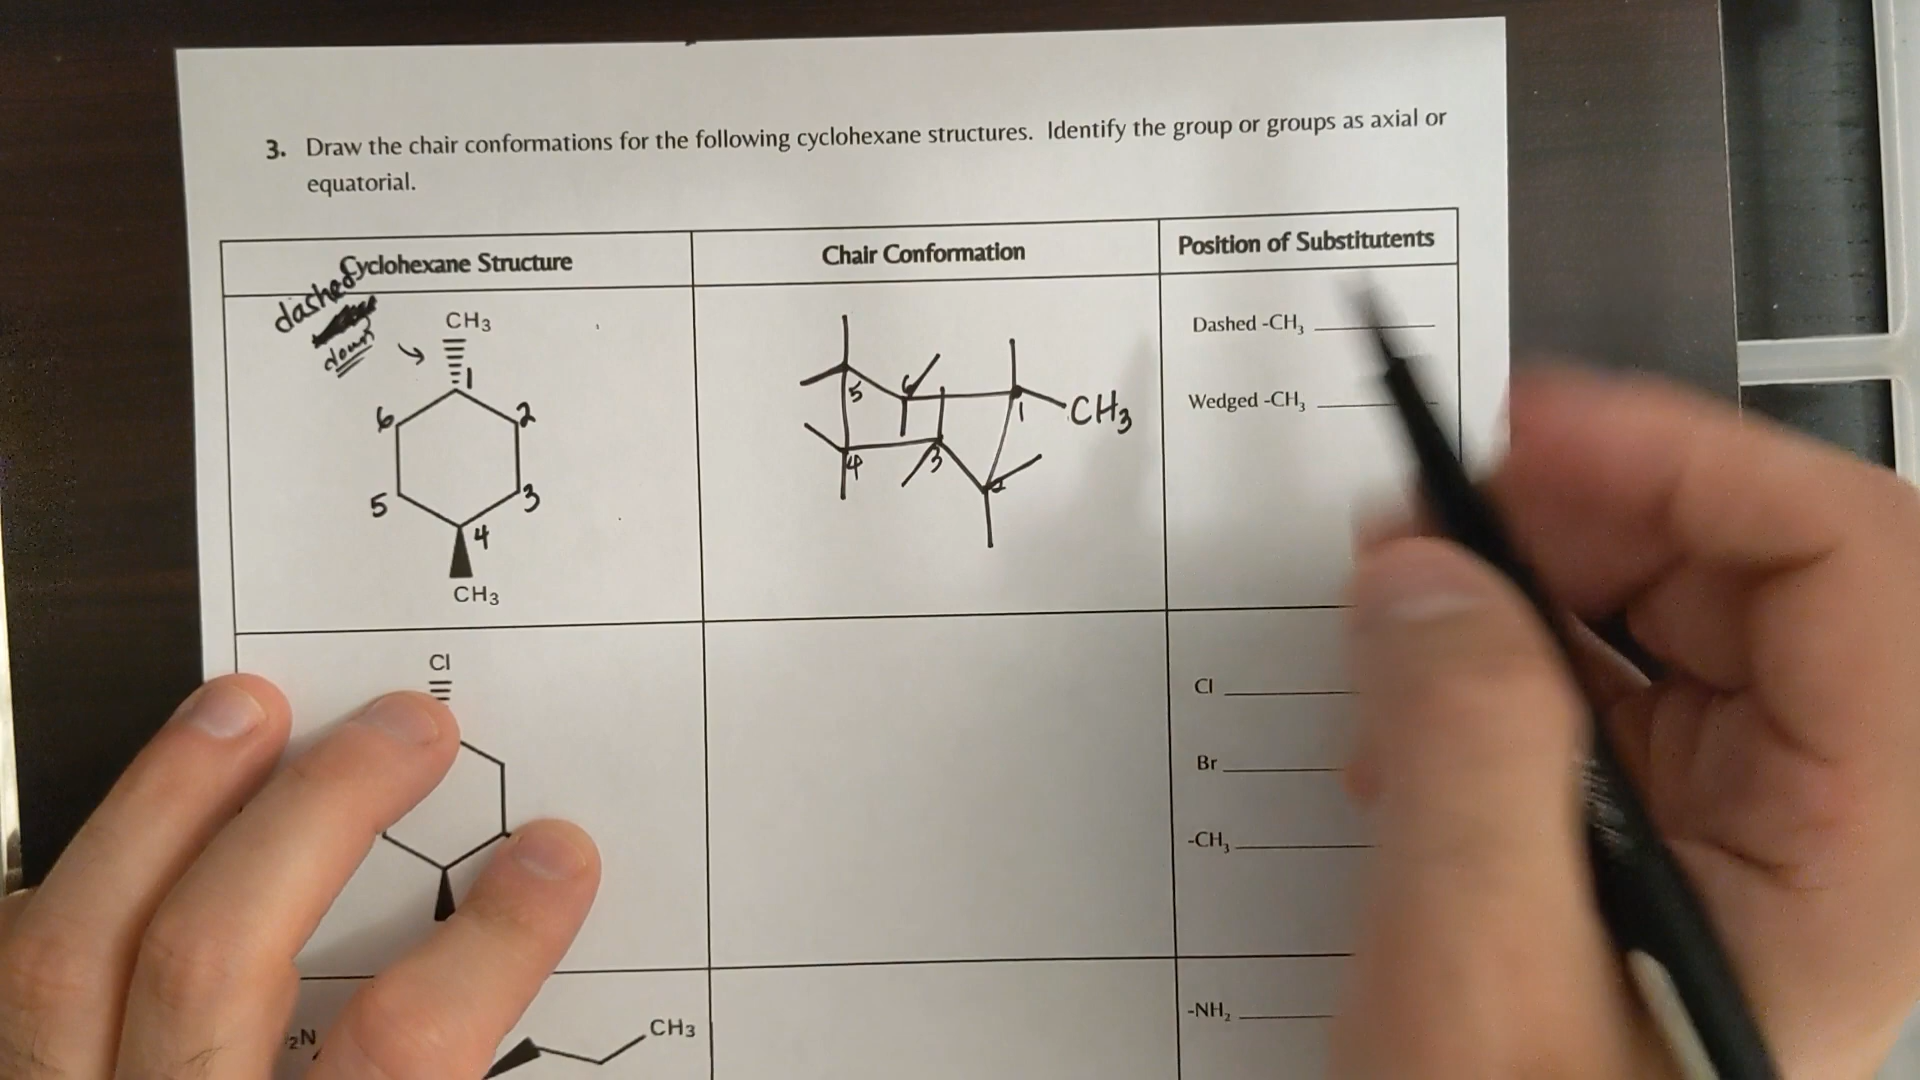 3. Draw the chair conformations for the following cyclohexane structures. Identify the group or groups as axial or
equatorial.
Cyclohexane Structure
Chair Conformation
Position of Substitutents
dashed
down
CH3
1
6
2
5
3
4
CH3
5
6
1
CH3
4
3
2
Dashed -CH3
Wedged -CH3
Cl
Cl
Br
-CH3
2N
CH3
-NH2